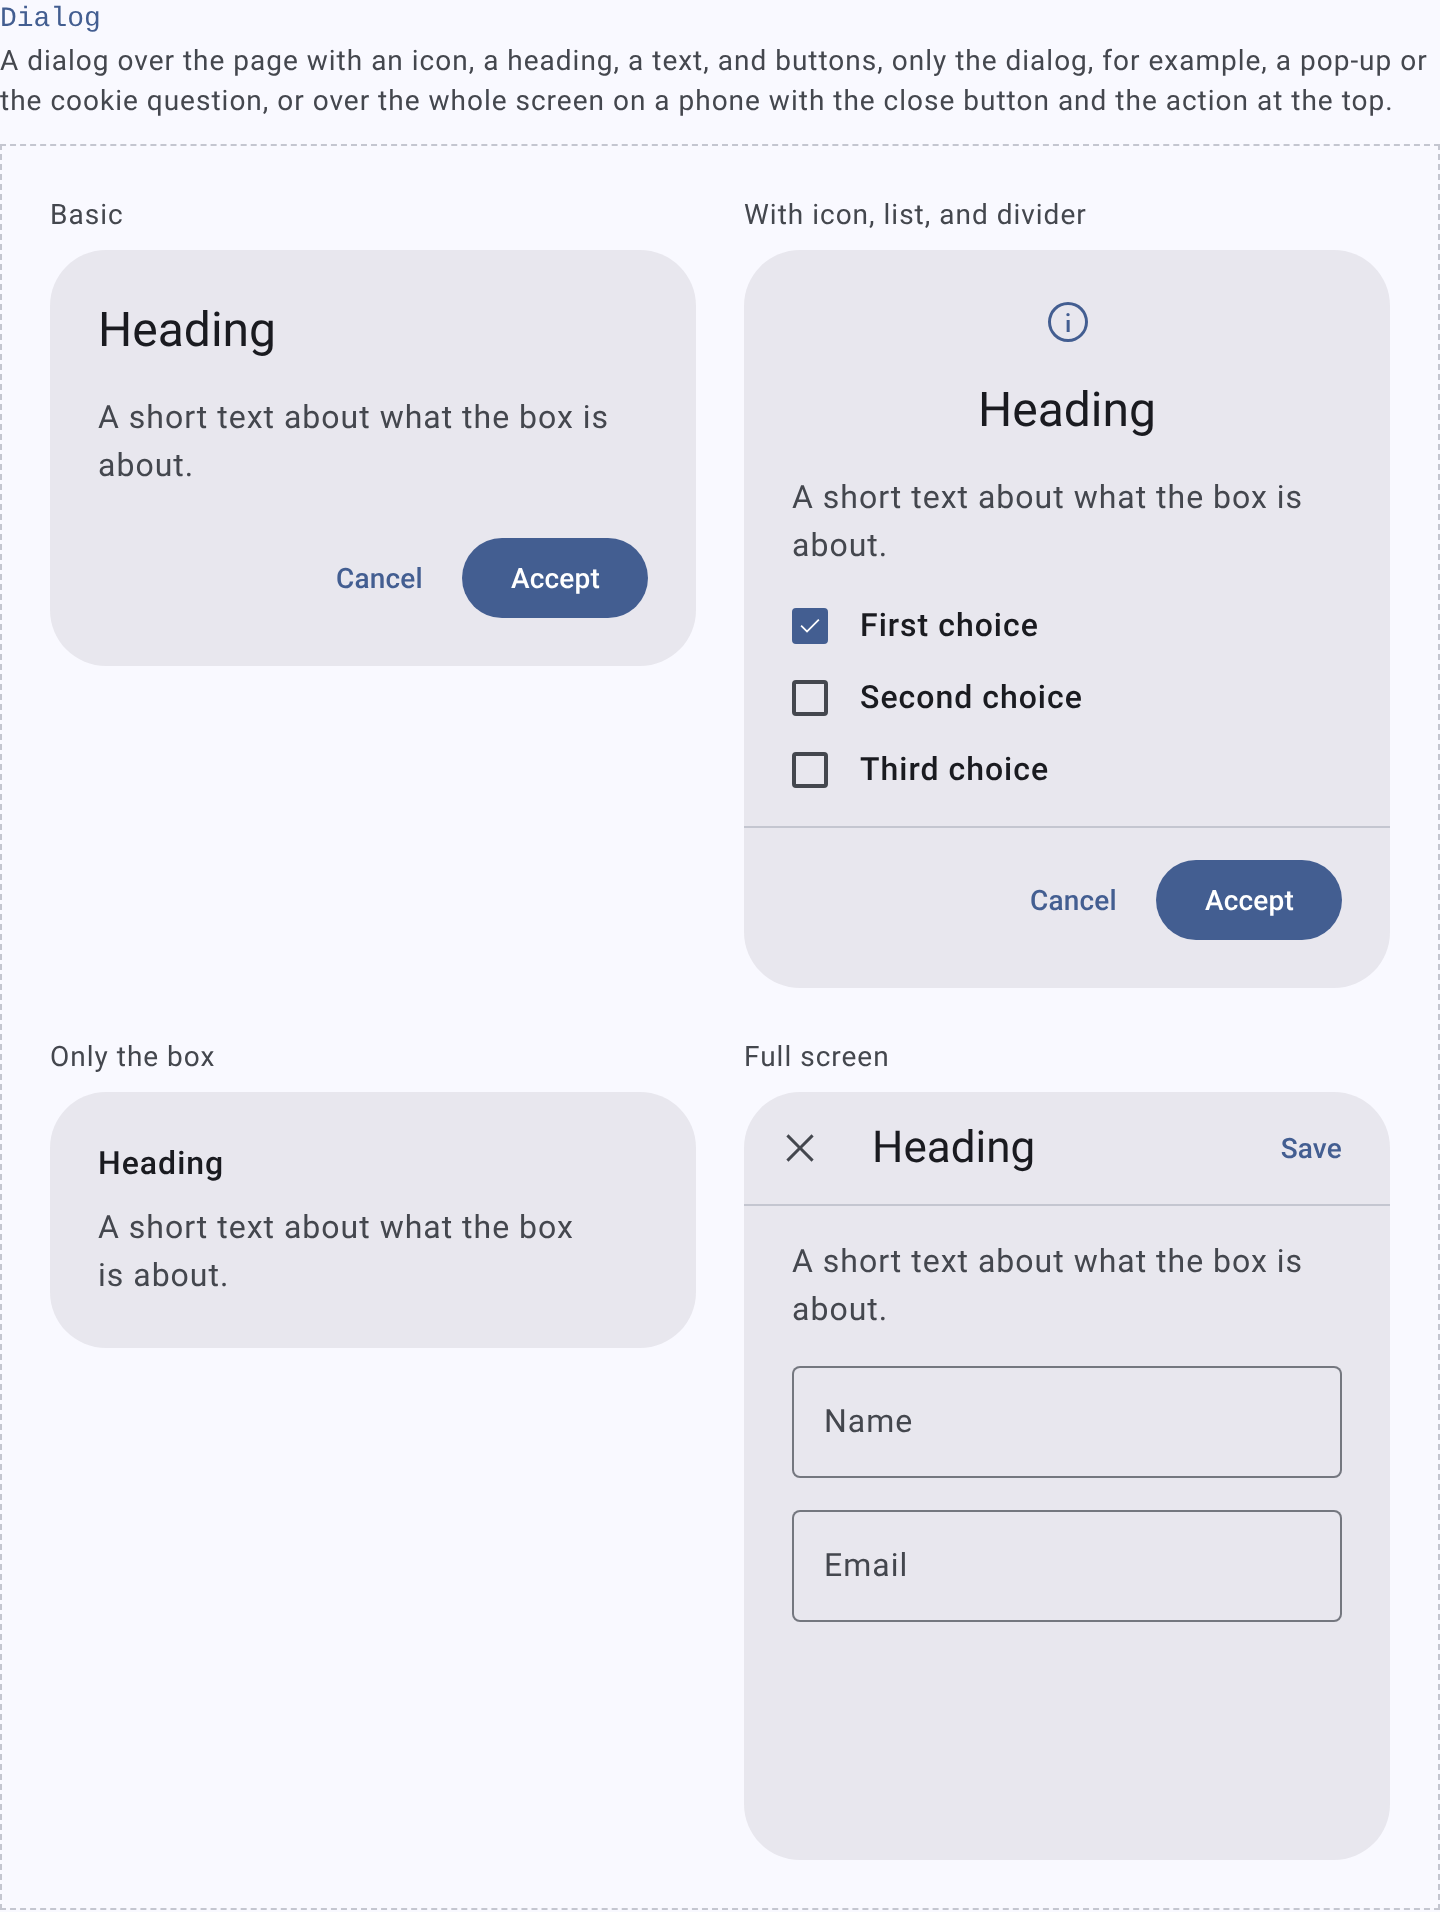 Dialog
A dialog over the page with an icon, a heading, a text, and buttons, only the dialog, for example, a pop-up or
the cookie question, or over the whole screen on a phone with the close button and the action at the top.
Basic
Heading
A short text about what the box is
about.
Cancel
Accept
With icon, list, and divider
Heading
A short text about what the box is
about.
First choice
Second choice
Third choice
Cancel
Accept
Only the box
Heading
A short text about what the box
is about.
Full screen
Heading
Save
A short text about what the box is
about.
Name
Email